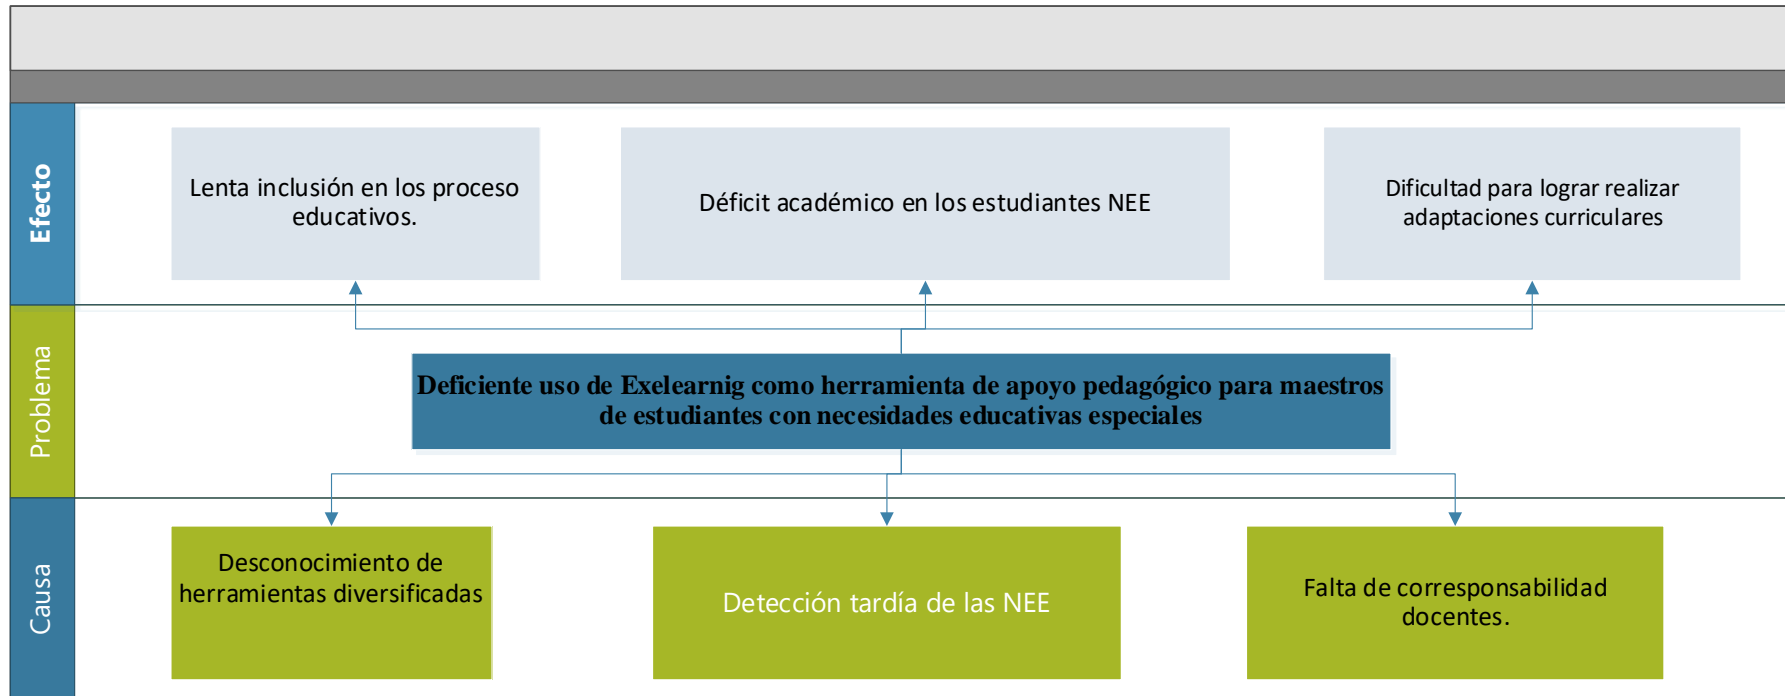 Efecto
Lenta inclusión en los proceso
educativos.
Déficit académico en los estudiantes NEE
Dificultad para lograr realizar
adaptaciones curriculares
Problema
Deficiente uso de Exelearnig como herramienta de apoyo pedagógico para maestros
de estudiantes con necesidades educativas especiales
Causa
Desconocimiento de
herramientas diversificadas
Detección tardía de las NEE
Falta de corresponsabilidad
docentes.